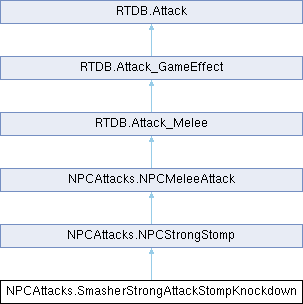 RTDB.Attack
RTDB.Attack_GameEffect
RTDB.Attack_Melee
NPCAttacks.NPCMeleeAttack
NPCAttacks.NPCStrongStomp
NPCAttacks.SmasherStrongAttackStompKnockdown